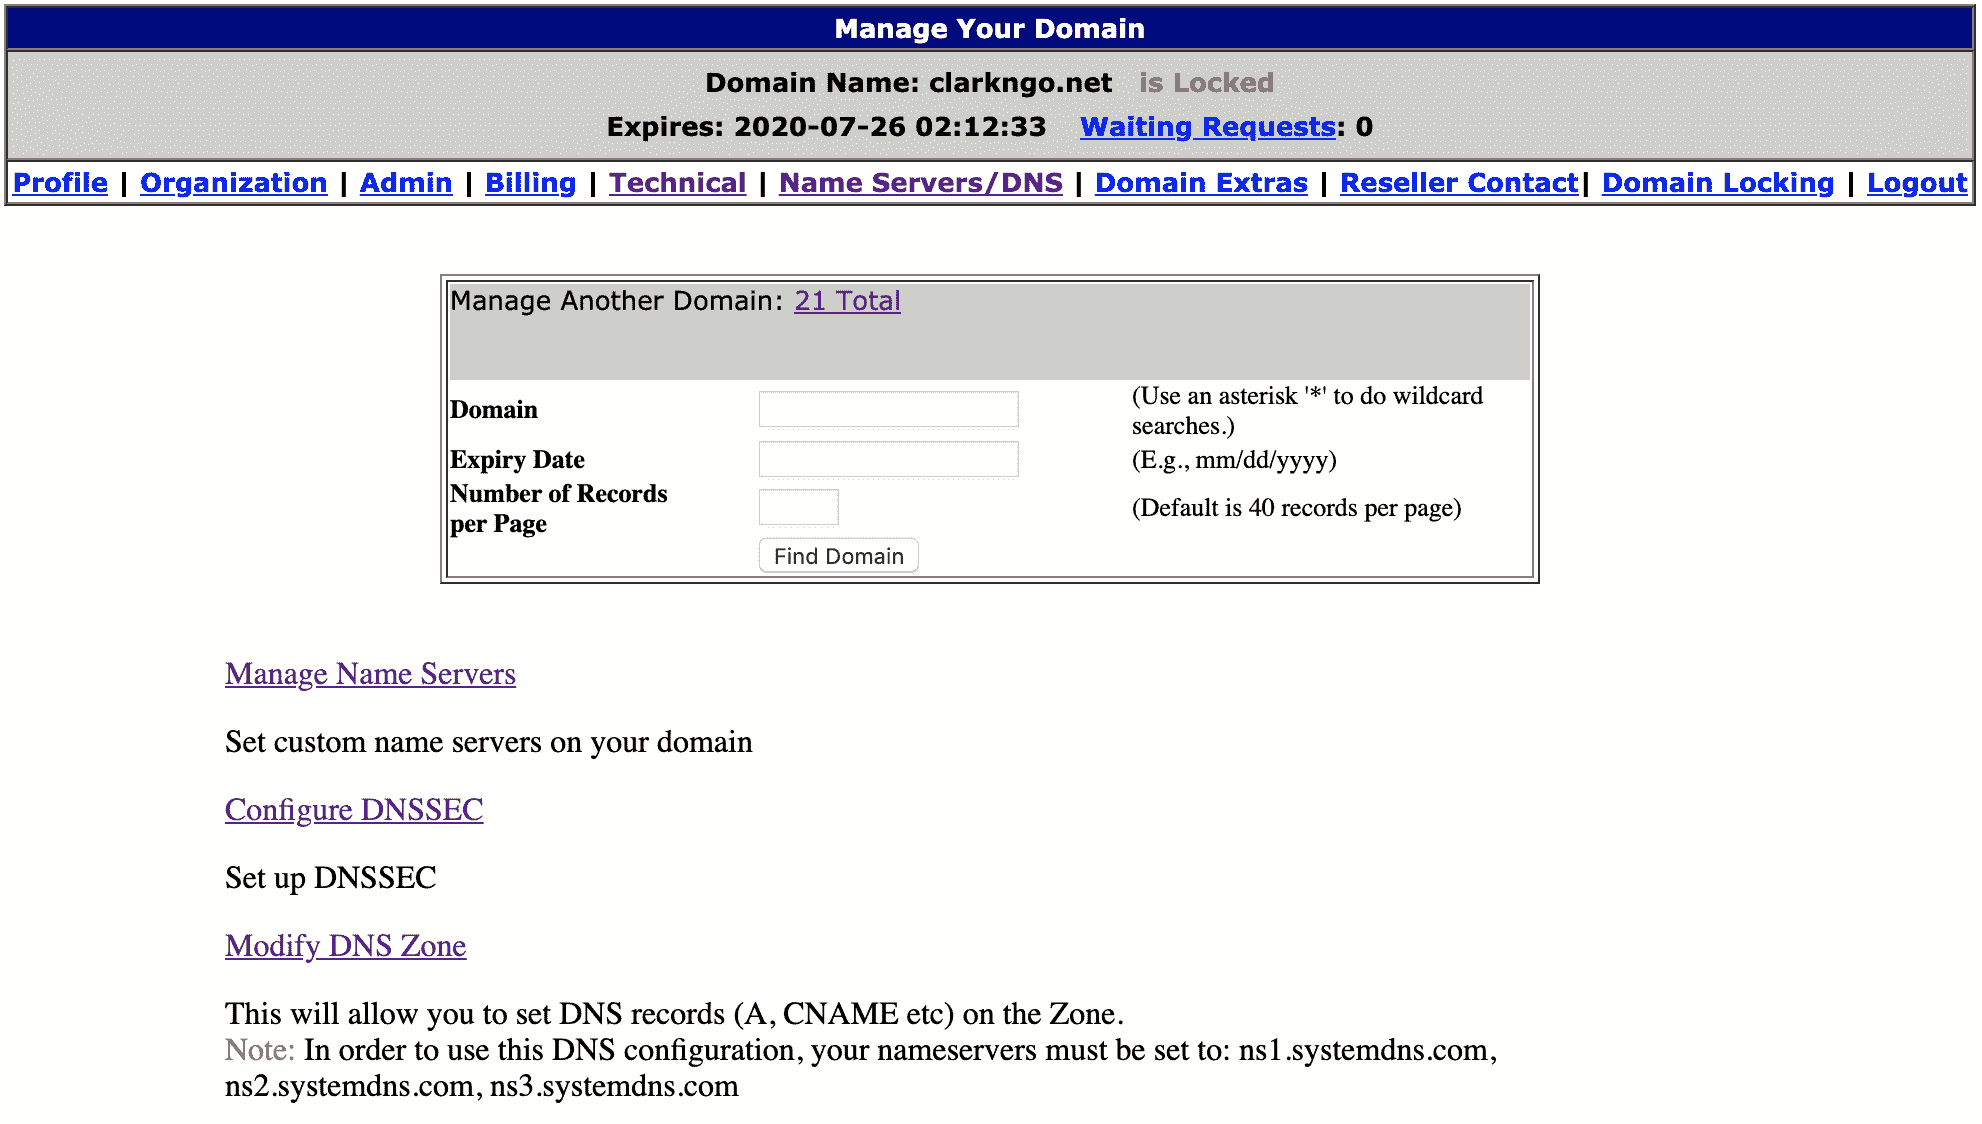 Manage Your Domain
Domain Name: clarkngo.net is Locked
Expires: 2020-07-26 02:12:33 Waiting Requests: 0
Profile | Organization | Admin | Billing | Technical | Name Servers/DNS | Domain Extras | Reseller Contact| Domain Locking | Logout
Manage Another Domain: 21 Total
Domain
(Use an asterisk '*' to do wildcard
searches.)
Expiry Date
(E.g., mm/dd/yyyy)
Number of Records
per Page
(Default is 40 records per page)
Find Domain
Manage Name Servers
Set custom name servers on your domain
Configure DNSSEC
Set up DNSSEC
Modify DNS Zone
This will allow you to set DNS records (A, CNAME etc) on the Zone.
Note: In order to use this DNS configuration, your nameservers must be set to: ns1.systemdns.com,
ns2.systemdns.com, ns3.systemdns.com